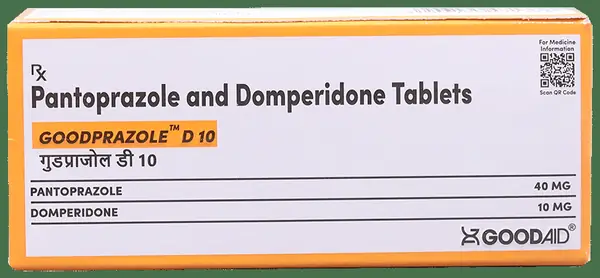 For Medicine
Information
Scan QR Code
Rx
Pantoprazole and Domperidone Tablets
GOODPRAZOLE™ D 10
गुडप्राजोल डी 10
PANTOPRAZOLE 40 MG
DOMPERIDONE 10 MG
GOODAID®